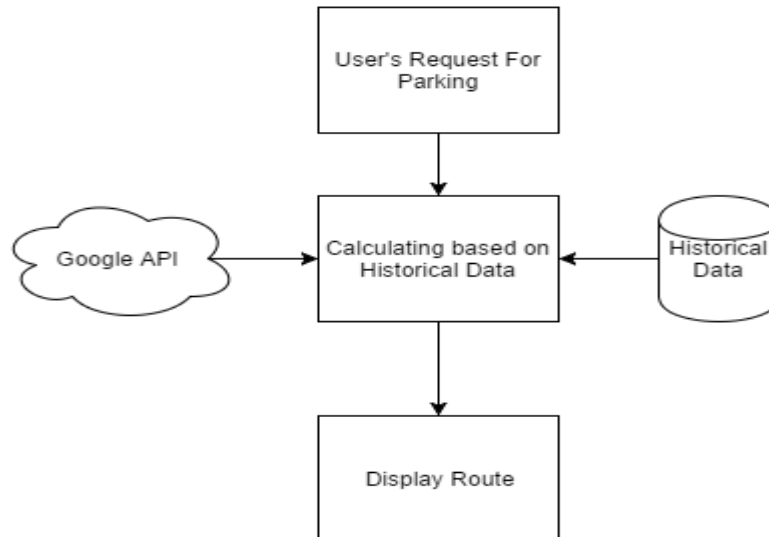 User's Request For
Parking
Google API
Calculating based on
Historical Data
Historical
Data
Display Route